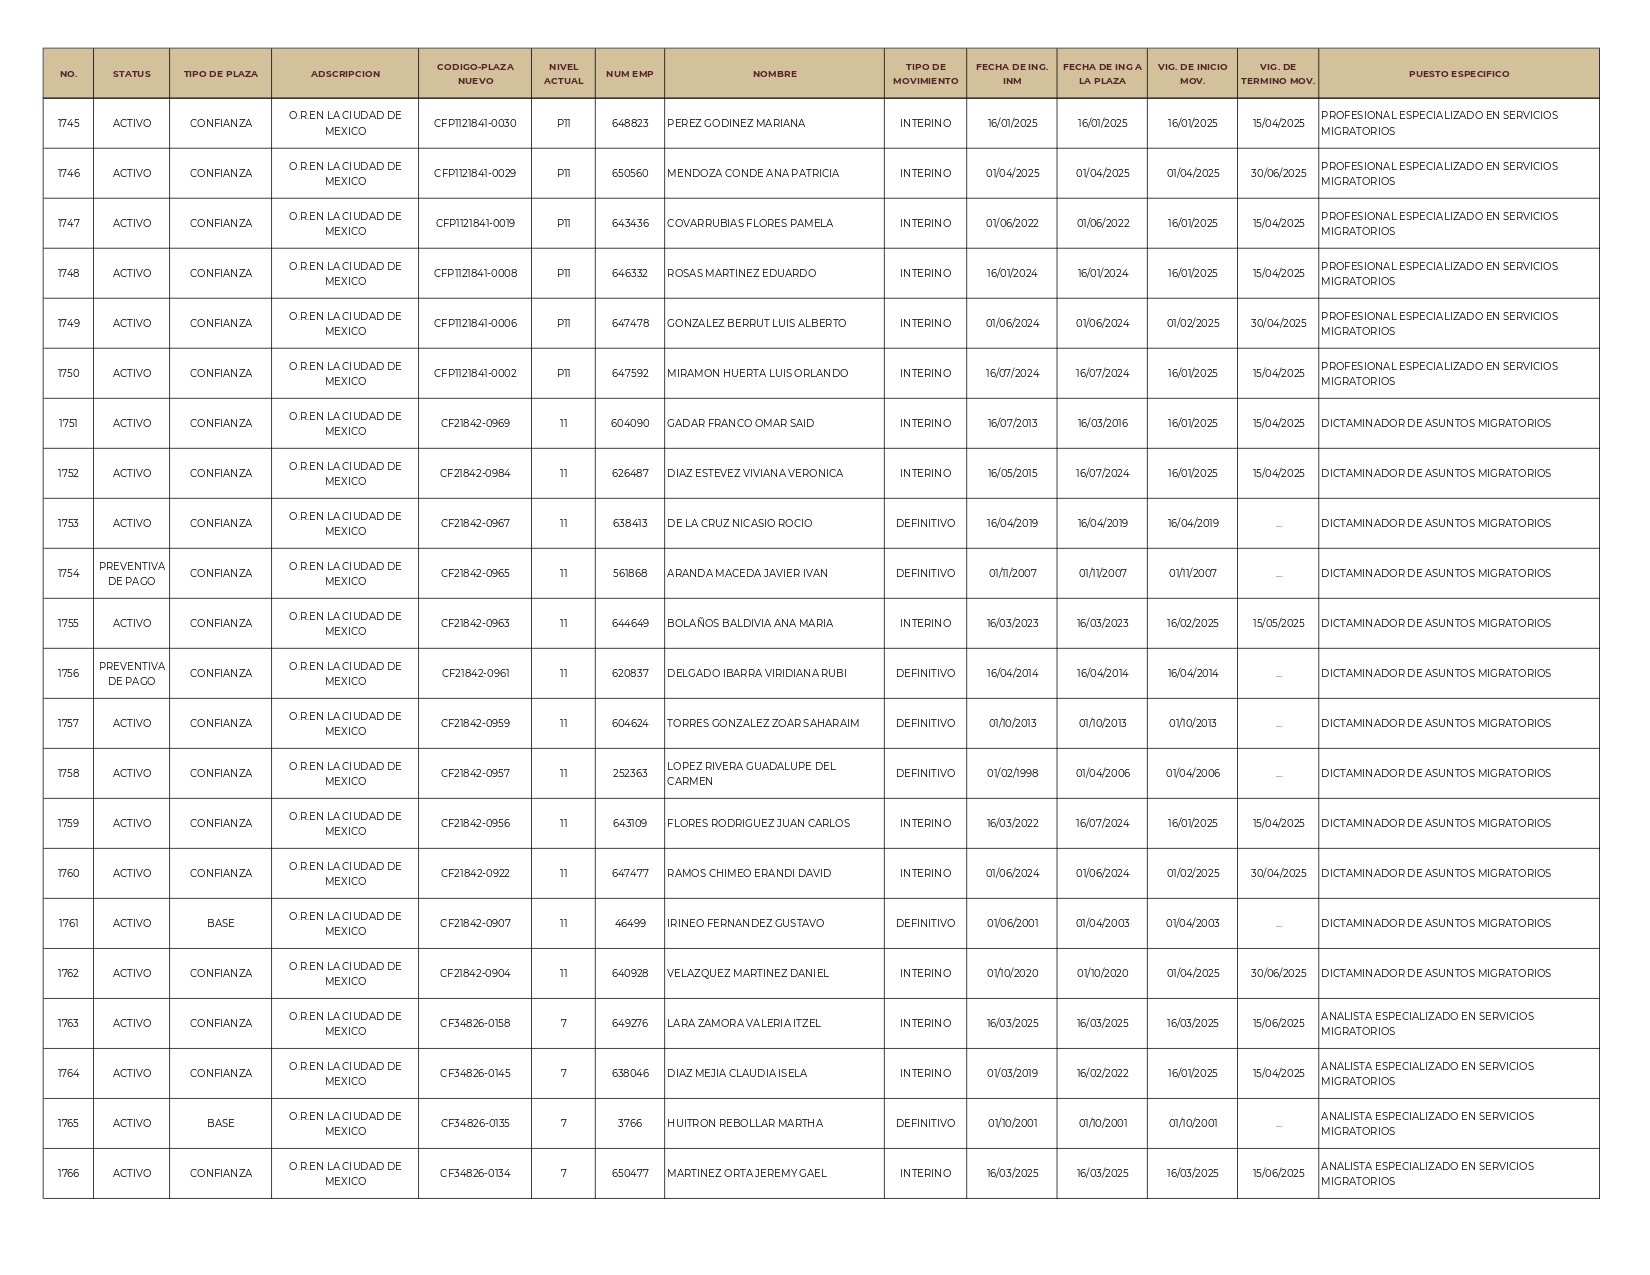 NO. STATUS TIPO DE PLAZA ADSCRIPCION CODIGO-PLAZA NUEVO NIVEL ACTUAL NUM EMP NOMBRE TIPO DE MOVIMIENTO FECHA DE ING. INM FECHA DE ING A LA PLAZA VIG. DE INICIO MOV. VIG. DE TERMINO MOV. PUESTO ESPECIFICO
1745 ACTIVO CONFIANZA O.R.EN LA CIUDAD DE MEXICO CFP1121841-0030 P11 648823 PEREZ GODINEZ MARIANA INTERINO 16/01/2025 16/01/2025 16/01/2025 15/04/2025 PROFESIONAL ESPECIALIZADO EN SERVICIOS MIGRATORIOS
1746 ACTIVO CONFIANZA O.R.EN LA CIUDAD DE MEXICO CFP1121841-0029 P11 650560 MENDOZA CONDE ANA PATRICIA INTERINO 01/04/2025 01/04/2025 01/04/2025 30/06/2025 PROFESIONAL ESPECIALIZADO EN SERVICIOS MIGRATORIOS
1747 ACTIVO CONFIANZA O.R.EN LA CIUDAD DE MEXICO CFP1121841-0019 P11 643436 COVARRUBIAS FLORES PAMELA INTERINO 01/06/2022 01/06/2022 16/01/2025 15/04/2025 PROFESIONAL ESPECIALIZADO EN SERVICIOS MIGRATORIOS
1748 ACTIVO CONFIANZA O.R.EN LA CIUDAD DE MEXICO CFP1121841-0008 P11 646332 ROSAS MARTINEZ EDUARDO INTERINO 16/01/2024 16/01/2024 16/01/2025 15/04/2025 PROFESIONAL ESPECIALIZADO EN SERVICIOS MIGRATORIOS
1749 ACTIVO CONFIANZA O.R.EN LA CIUDAD DE MEXICO CFP1121841-0006 P11 647478 GONZALEZ BERRUT LUIS ALBERTO INTERINO 01/06/2024 01/06/2024 01/02/2025 30/04/2025 PROFESIONAL ESPECIALIZADO EN SERVICIOS MIGRATORIOS
1750 ACTIVO CONFIANZA O.R.EN LA CIUDAD DE MEXICO CFP1121841-0002 P11 647592 MIRAMON HUERTA LUIS ORLANDO INTERINO 16/07/2024 16/07/2024 16/01/2025 15/04/2025 PROFESIONAL ESPECIALIZADO EN SERVICIOS MIGRATORIOS
1751 ACTIVO CONFIANZA O.R.EN LA CIUDAD DE MEXICO CF21842-0969 11 604090 GADAR FRANCO OMAR SAID INTERINO 16/07/2013 16/03/2016 16/01/2025 15/04/2025 DICTAMINADOR DE ASUNTOS MIGRATORIOS
1752 ACTIVO CONFIANZA O.R.EN LA CIUDAD DE MEXICO CF21842-0984 11 626487 DIAZ ESTEVEZ VIVIANA VERONICA INTERINO 16/05/2015 16/07/2024 16/01/2025 15/04/2025 DICTAMINADOR DE ASUNTOS MIGRATORIOS
1753 ACTIVO CONFIANZA O.R.EN LA CIUDAD DE MEXICO CF21842-0967 11 638413 DE LA CRUZ NICASIO ROCIO DEFINITIVO 16/04/2019 16/04/2019 16/04/2019 ... DICTAMINADOR DE ASUNTOS MIGRATORIOS
1754 PREVENTIVA DE PAGO CONFIANZA O.R.EN LA CIUDAD DE MEXICO CF21842-0965 11 561868 ARANDA MACEDA JAVIER IVAN DEFINITIVO 01/11/2007 01/11/2007 01/11/2007 ... DICTAMINADOR DE ASUNTOS MIGRATORIOS
1755 ACTIVO CONFIANZA O.R.EN LA CIUDAD DE MEXICO CF21842-0963 11 644649 BOLAÑOS BALDIVIA ANA MARIA INTERINO 16/03/2023 16/03/2023 16/02/2025 15/05/2025 DICTAMINADOR DE ASUNTOS MIGRATORIOS
1756 PREVENTIVA DE PAGO CONFIANZA O.R.EN LA CIUDAD DE MEXICO CF21842-0961 11 620837 DELGADO IBARRA VIRIDIANA RUBI DEFINITIVO 16/04/2014 16/04/2014 16/04/2014 ... DICTAMINADOR DE ASUNTOS MIGRATORIOS
1757 ACTIVO CONFIANZA O.R.EN LA CIUDAD DE MEXICO CF21842-0959 11 604624 TORRES GONZALEZ ZOAR SAHARAIM DEFINITIVO 01/10/2013 01/10/2013 01/10/2013 ... DICTAMINADOR DE ASUNTOS MIGRATORIOS
1758 ACTIVO CONFIANZA O.R.EN LA CIUDAD DE MEXICO CF21842-0957 11 252363 LOPEZ RIVERA GUADALUPE DEL CARMEN DEFINITIVO 01/02/1998 01/04/2006 01/04/2006 ... DICTAMINADOR DE ASUNTOS MIGRATORIOS
1759 ACTIVO CONFIANZA O.R.EN LA CIUDAD DE MEXICO CF21842-0956 11 643109 FLORES RODRIGUEZ JUAN CARLOS INTERINO 16/03/2022 16/07/2024 16/01/2025 15/04/2025 DICTAMINADOR DE ASUNTOS MIGRATORIOS
1760 ACTIVO CONFIANZA O.R.EN LA CIUDAD DE MEXICO CF21842-0922 11 647477 RAMOS CHIMEO ERANDI DAVID INTERINO 01/06/2024 01/06/2024 01/02/2025 30/04/2025 DICTAMINADOR DE ASUNTOS MIGRATORIOS
1761 ACTIVO BASE O.R.EN LA CIUDAD DE MEXICO CF21842-0907 11 46499 IRINEO FERNANDEZ GUSTAVO DEFINITIVO 01/06/2001 01/04/2003 01/04/2003 ... DICTAMINADOR DE ASUNTOS MIGRATORIOS
1762 ACTIVO CONFIANZA O.R.EN LA CIUDAD DE MEXICO CF21842-0904 11 640928 VELAZQUEZ MARTINEZ DANIEL INTERINO 01/10/2020 01/10/2020 01/04/2025 30/06/2025 DICTAMINADOR DE ASUNTOS MIGRATORIOS
1763 ACTIVO CONFIANZA O.R.EN LA CIUDAD DE MEXICO CF34826-0158 7 649276 LARA ZAMORA VALERIA ITZEL INTERINO 16/03/2025 16/03/2025 16/03/2025 15/06/2025 ANALISTA ESPECIALIZADO EN SERVICIOS MIGRATORIOS
1764 ACTIVO CONFIANZA O.R.EN LA CIUDAD DE MEXICO CF34826-0145 7 638046 DIAZ MEJIA CLAUDIA ISELA INTERINO 01/03/2019 16/02/2022 16/01/2025 15/04/2025 ANALISTA ESPECIALIZADO EN SERVICIOS MIGRATORIOS
1765 ACTIVO BASE O.R.EN LA CIUDAD DE MEXICO CF34826-0135 7 3766 HUITRON REBOLLAR MARTHA DEFINITIVO 01/10/2001 01/10/2001 01/10/2001 ... ANALISTA ESPECIALIZADO EN SERVICIOS MIGRATORIOS
1766 ACTIVO CONFIANZA O.R.EN LA CIUDAD DE MEXICO CF34826-0134 7 650477 MARTINEZ ORTA JEREMY GAEL INTERINO 16/03/2025 16/03/2025 16/03/2025 15/06/2025 ANALISTA ESPECIALIZADO EN SERVICIOS MIGRATORIOS